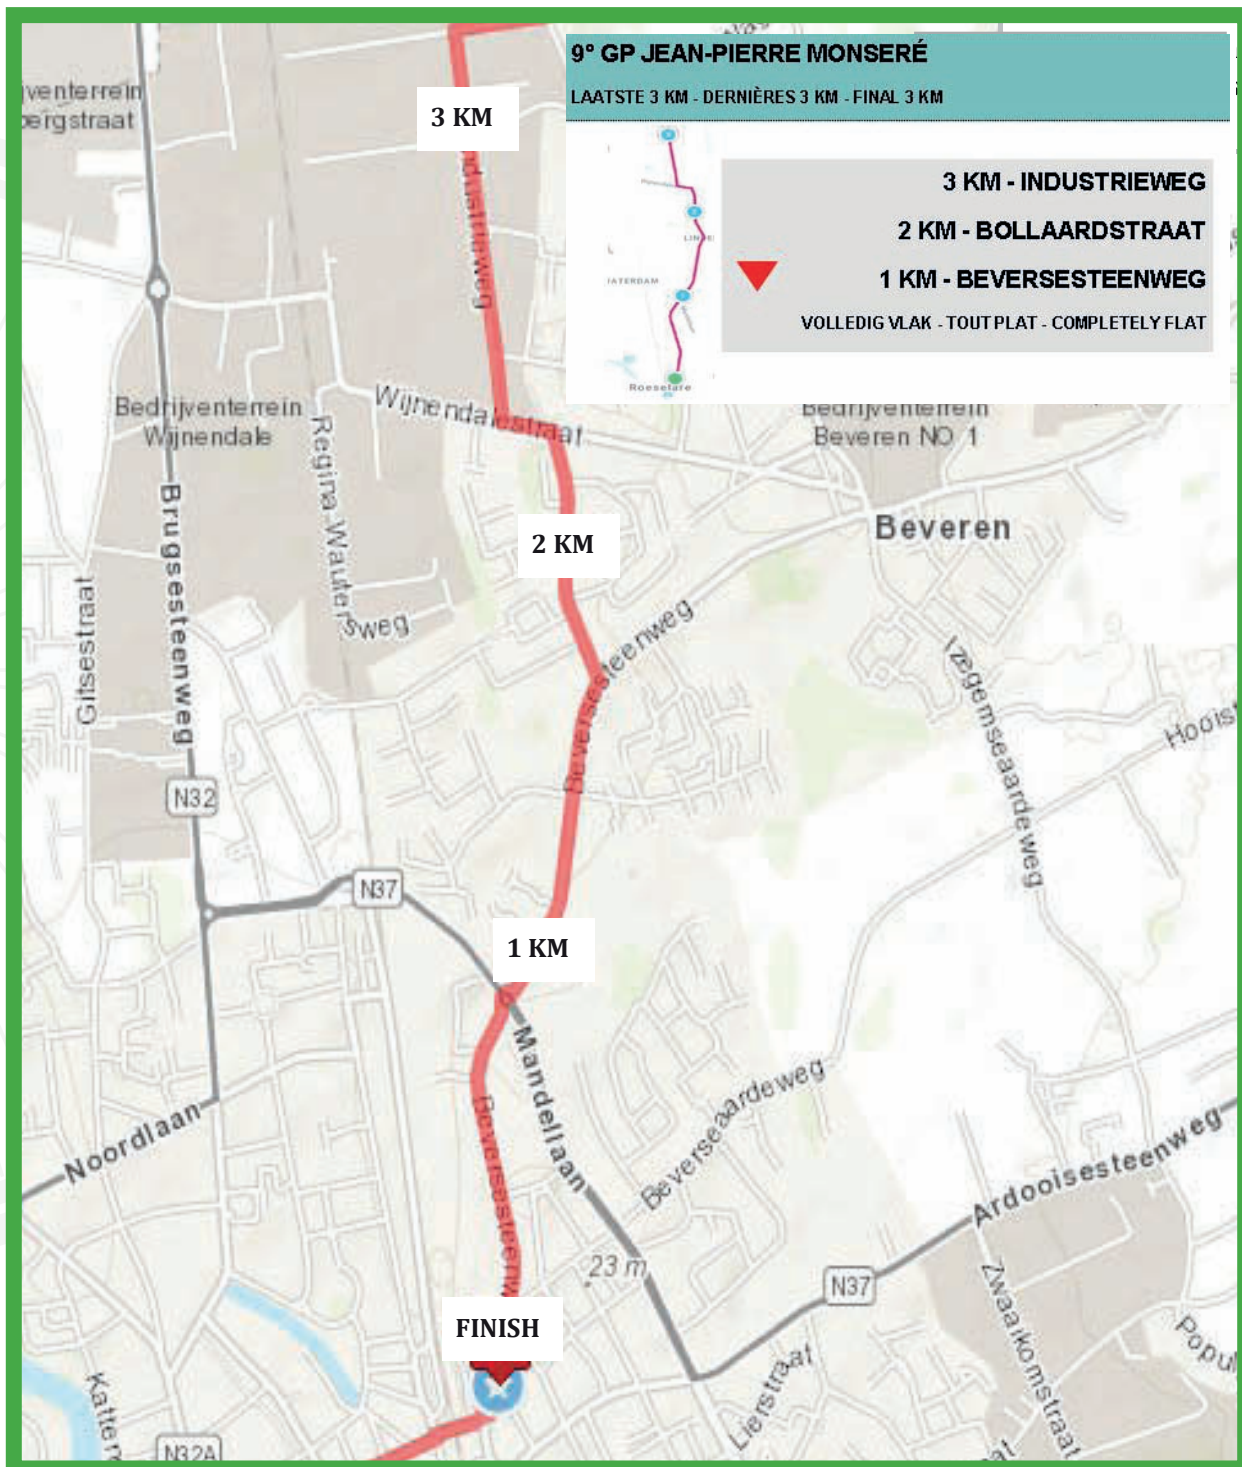 9° GP JEAN-PIERRE MONSERÉ
LAATSTE 3 KM - DERNIÈRES 3 KM - FINAL 3 KM
3 KM - INDUSTRIEWEG
2 KM - BOLLAARDSTRAAT
1 KM - BEVERSESTEENWEG
VOLLEDIG VLAK - TOUT PLAT - COMPLETELY FLAT
Roeselare
3 KM
Wijnendalestraat
Bedrijventerrein
Wijnendale
Regina Wautersweg
Bedrijventerrein
Beveren NO 1
Brugsesteenweg
2 KM
Beveren
Gitsestraat
Beversesteenweg
Izegemseaardeweg
N32
N37
1 KM
Mandellaan
Noordlaan
Beverseaardeweg
Ardooisesteenweg
23 m
N37
Zwaaikomstraat
FINISH
Lierstraat
N32A